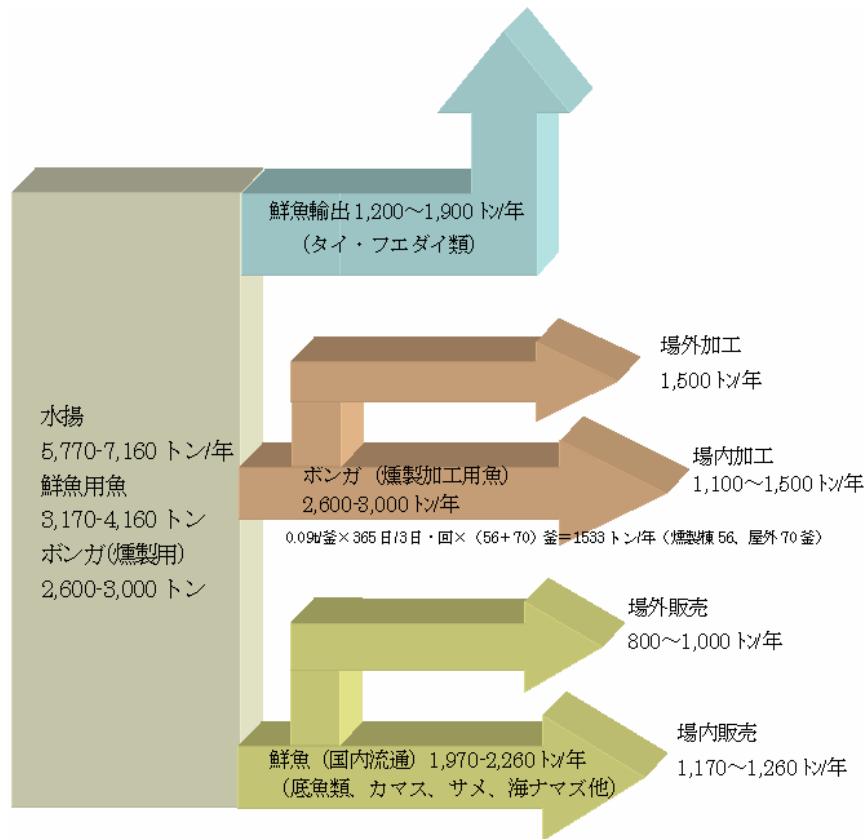 鮮魚輸出 1,200～1,900 トン/年
（タイ・フエダイ類）
場外加工
1,500 トン/年
水揚
5,770-7,160 トン/年
鮮魚用魚
3,170-4,160 トン
ボンガ(燻製用)
2,600-3,000 トン
ボンガ（燻製加工用魚）
2,600-3,000 トン/年
場内加工
1,100～1,500 トン/年
0.09t/釜×365 日/3日・回×（56＋70）釜＝1533 トン/年（燻製棟 56、屋外 70 釜）
場外販売
800～1,000 トン/年
鮮魚（国内流通）1,970-2,260 トン/年
（底魚類、カマス、サメ、海ナマズ他）
場内販売
1,170～1,260 トン/年